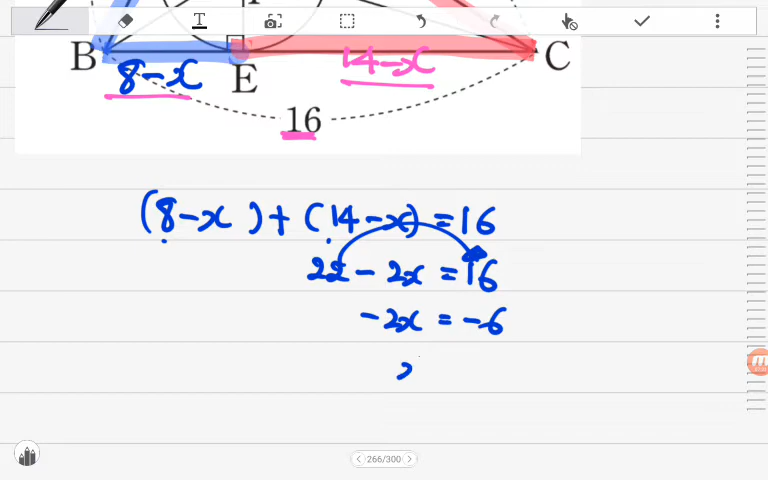 B 8-x E 14-x C
16
(8-x)+(14-x)=16
22-2x=16
-2x=-6
266/300